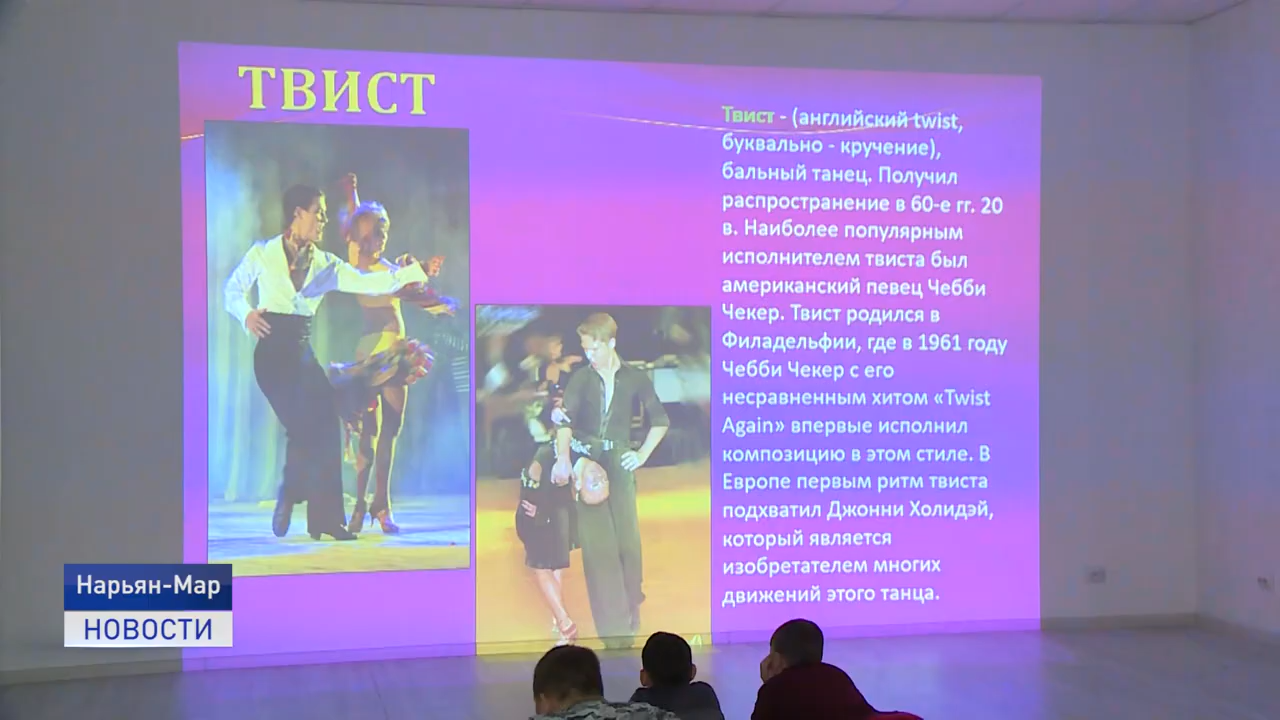 ТВИСТ
Твист - (английский twist,
буквально - кручение),
бальный танец. Получил
распространение в 60-е гг. 20
в. Наиболее популярным
исполнителем твиста был
американский певец Чебби
Чекер. Твист родился в
Филадельфии, где в 1961 году
Чебби Чекер с его
несравненным хитом «Twist
Again» впервые исполнил
композицию в этом стиле. В
Европе первым ритм твиста
подхватил Джонни Холидэй,
который является
изобретателем многих
движений этого танца.
Нарьян-Мар
НОВОСТИ